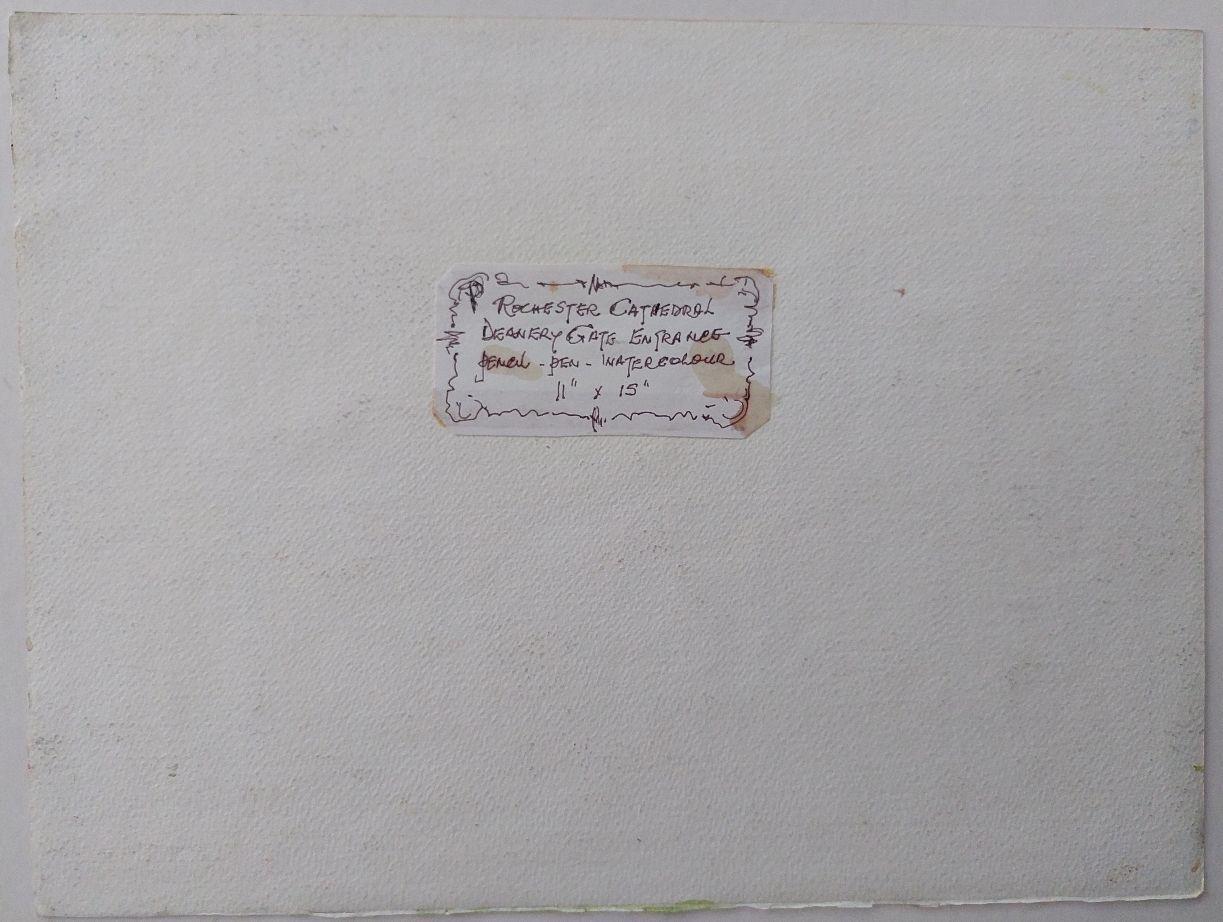 ROCHESTER CATHEDRAL
DEANERY GATE ENTRANCE
PENCIL - PEN - WATERCOLOUR
11" x 15"